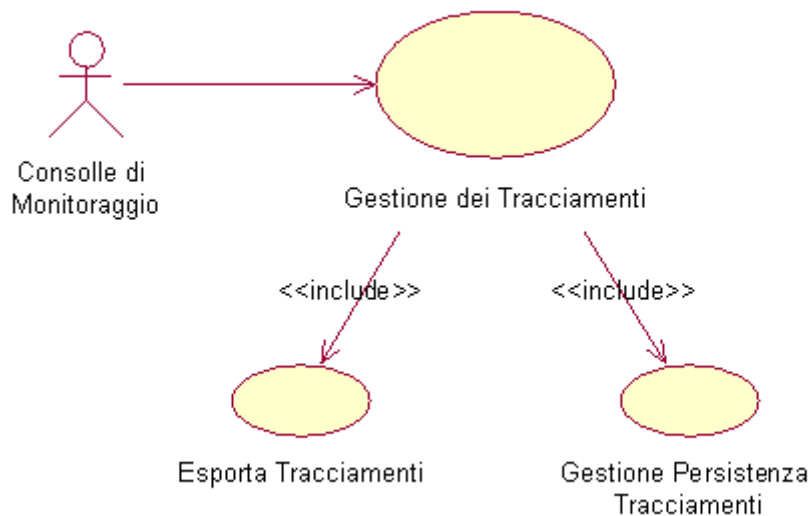 Consolle di
Monitoraggio
Gestione dei Tracciamenti
<<include>>
<<include>>
Esporta Tracciamenti
Gestione Persistenza
Tracciamenti